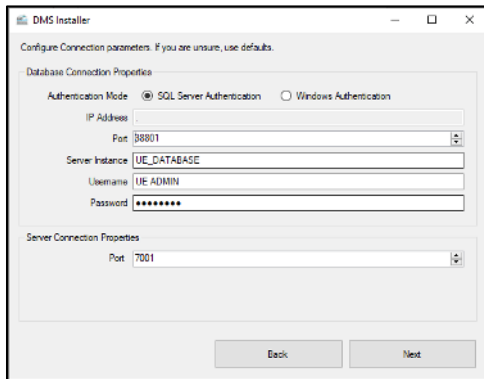 DMS Installer
Configure Connection parameters. If you are unsure, use defaults.
Database Connection Properties
Authentication Mode SQL Server Authentication Windows Authentication
IP Address .
Port 38801
Server Instance UE_DATABASE
Username UE ADMIN
Password ●●●●●●●●
Server Connection Properties
Port 7001
Back Next